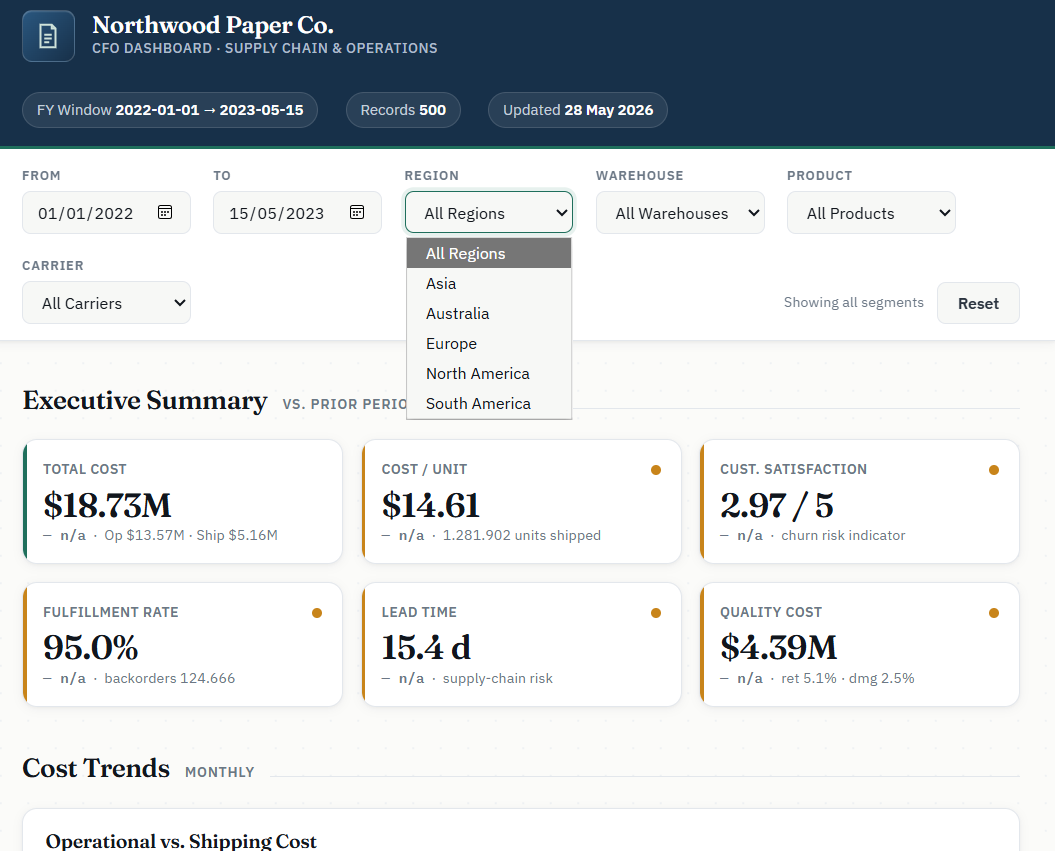 Northwood Paper Co.
CFO DASHBOARD · SUPPLY CHAIN & OPERATIONS
FY Window 2022-01-01 → 2023-05-15
Records 500
Updated 28 May 2026
FROM
01/01/2022
TO
15/05/2023
REGION
All Regions
WAREHOUSE
All Warehouses
PRODUCT
All Products
All Regions
Asia
Australia
Europe
North America
South America
CARRIER
All Carriers
Showing all segments
Reset
Executive Summary
VS. PRIOR PERIO
TOTAL COST
$18.73M
— n/a · Op $13.57M · Ship $5.16M
COST / UNIT
$14.61
— n/a · 1.281.902 units shipped
CUST. SATISFACTION
2.97 / 5
— n/a · churn risk indicator
FULFILLMENT RATE
95.0%
— n/a · backorders 124.666
LEAD TIME
15.4 d
— n/a · supply-chain risk
QUALITY COST
$4.39M
— n/a · ret 5.1% · dmg 2.5%
Cost Trends
MONTHLY
Operational vs. Shipping Cost